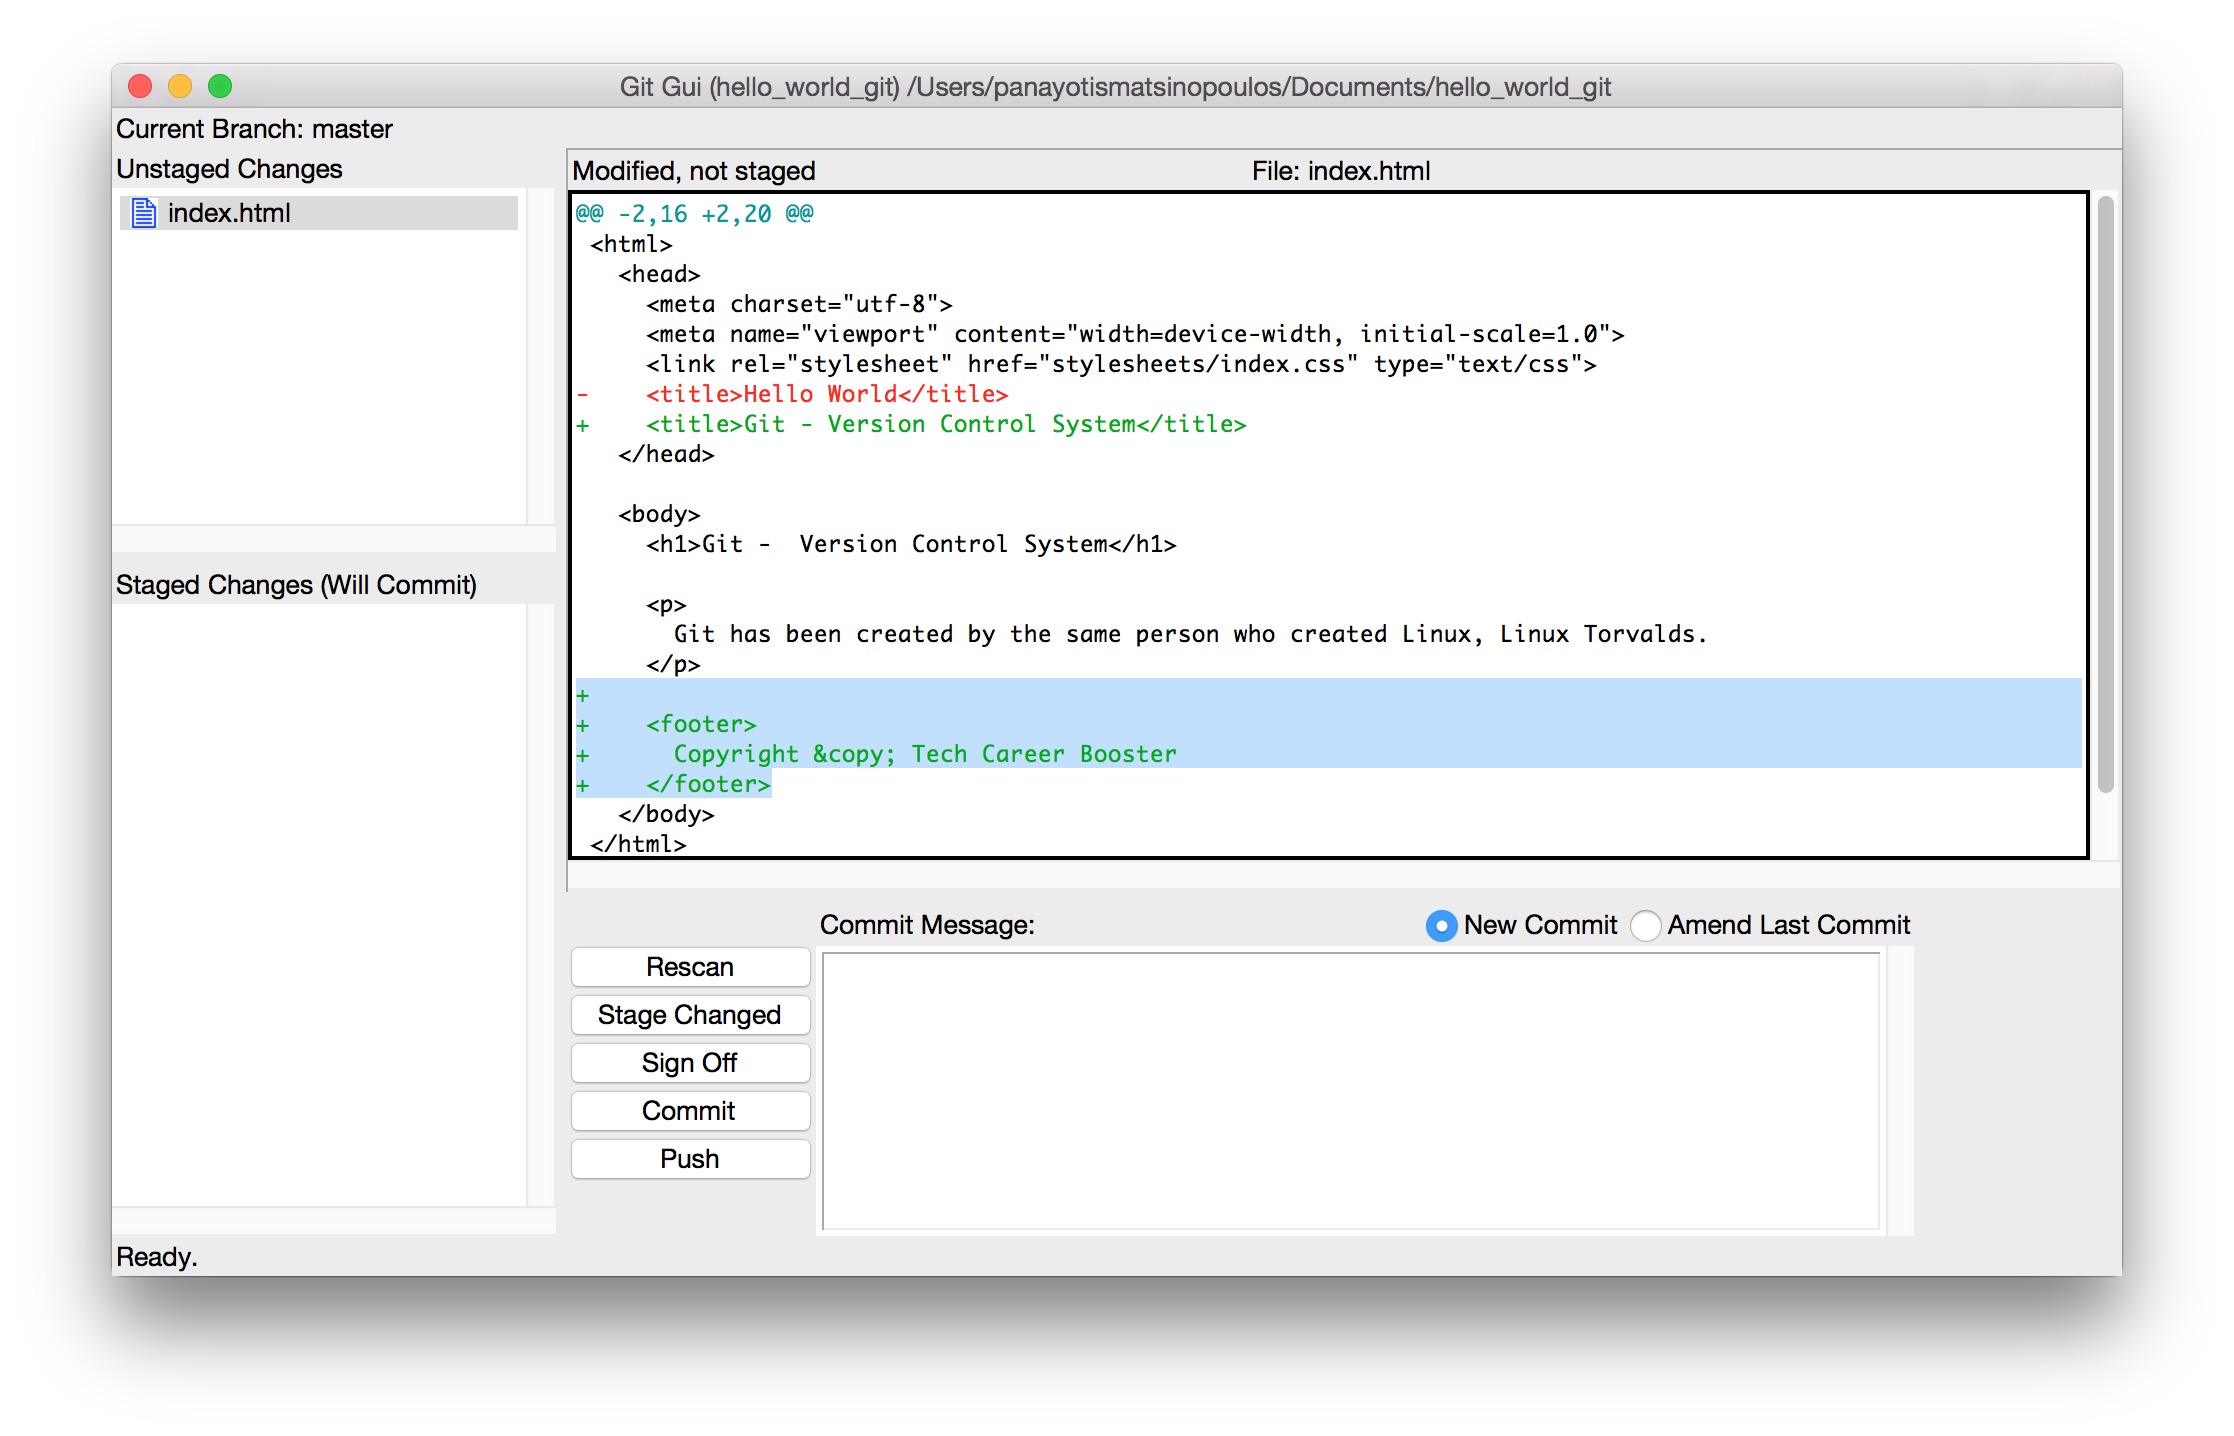 Git Gui (hello_world_git) /Users/panayotismatsinopoulos/Documents/hello_world_git
Current Branch: master
Unstaged Changes
index.html
Staged Changes (Will Commit)
Modified, not staged File: index.html
@@ -2,16 +2,20 @@
 <html>
   <head>
     <meta charset="utf-8">
     <meta name="viewport" content="width=device-width, initial-scale=1.0">
     <link rel="stylesheet" href="stylesheets/index.css" type="text/css">
-    <title>Hello World</title>
+    <title>Git - Version Control System</title>
   </head>
   <body>
     <h1>Git -  Version Control System</h1>
     <p>
       Git has been created by the same person who created Linux, Linux Torvalds.
     </p>
+
+    <footer>
+      Copyright &copy; Tech Career Booster
+    </footer>
   </body>
 </html>
Commit Message: New Commit Amend Last Commit
Rescan
Stage Changed
Sign Off
Commit
Push
Ready.